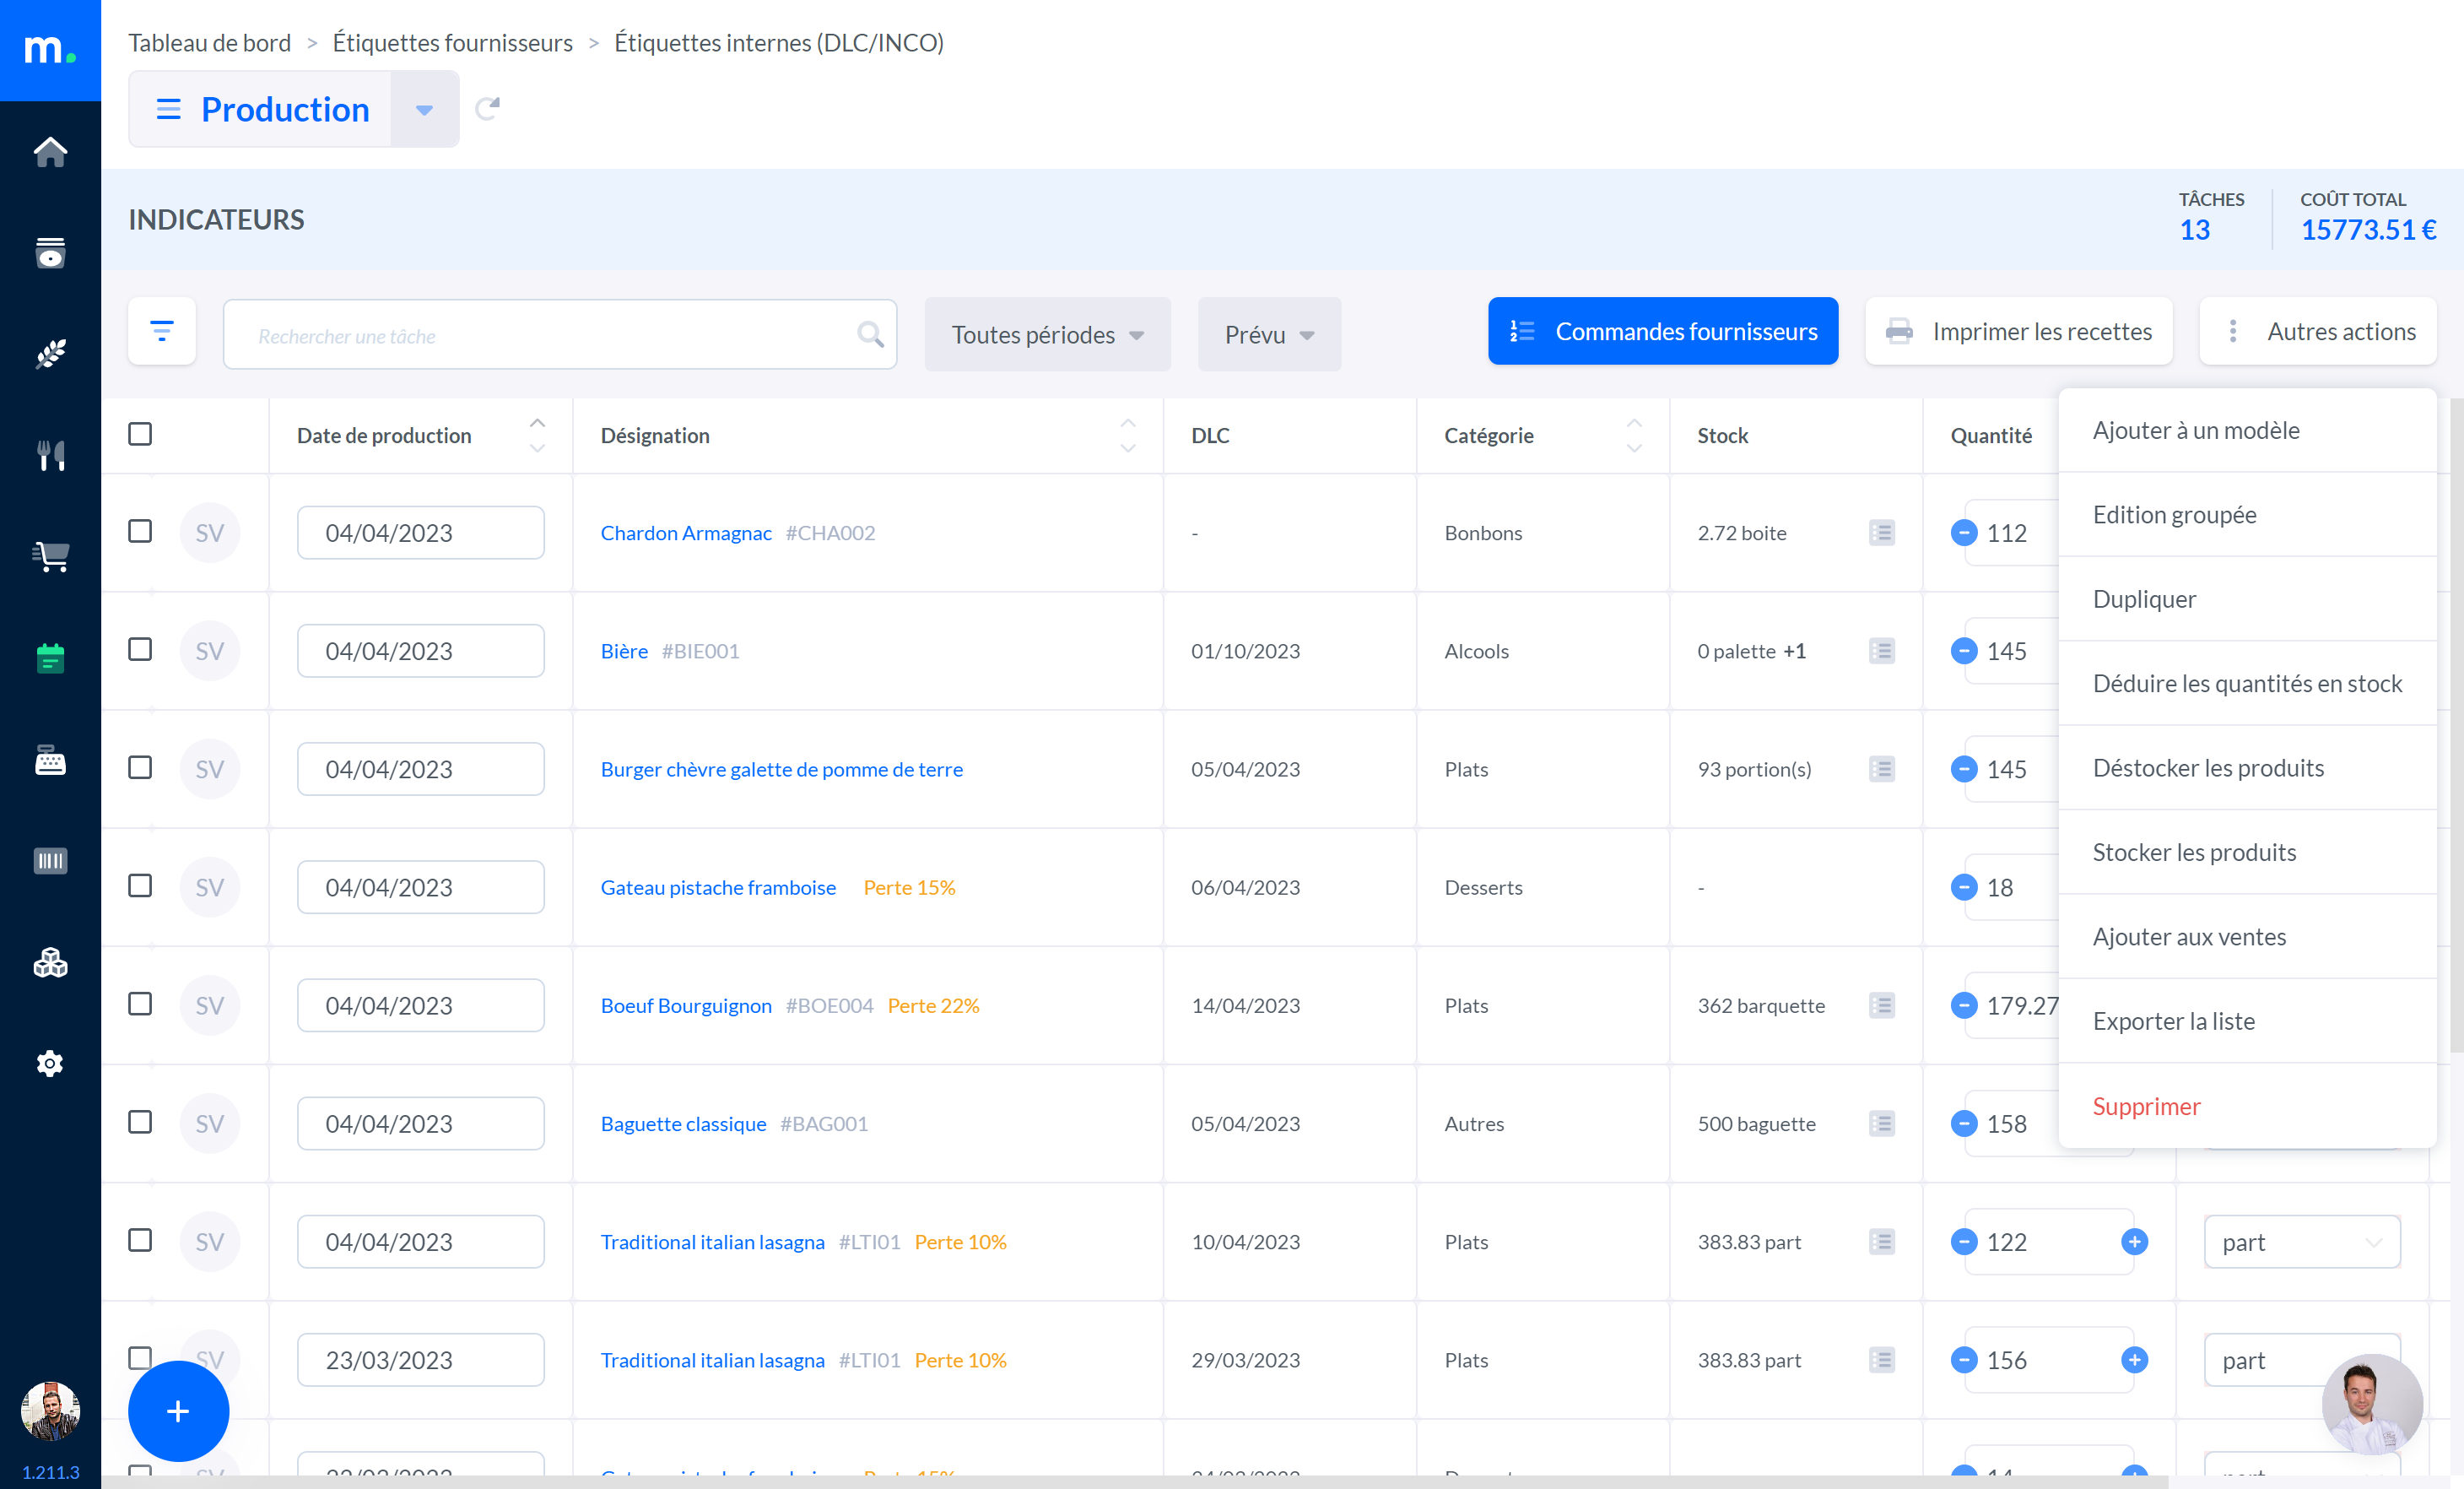 m.
Tableau de bord > Étiquettes fournisseurs > Étiquettes internes (DLC/INCO)
Production
INDICATEURS
TÂCHES
13
COÛT TOTAL
15773.51 €
Rechercher une tâche
Toutes périodes
Prévu
Commandes fournisseurs
Imprimer les recettes
Autres actions
Date de production Désignation DLC Catégorie Stock Quantité
SV 04/04/2023 Chardon Armagnac #CHA002 - Bonbons 2.72 boite 112
SV 04/04/2023 Bière #BIE001 01/10/2023 Alcools 0 palette +1 145
SV 04/04/2023 Burger chèvre galette de pomme de terre 05/04/2023 Plats 93 portion(s) 145
SV 04/04/2023 Gateau pistache framboise Perte 15% 06/04/2023 Desserts - 18
SV 04/04/2023 Boeuf Bourguignon #BOE004 Perte 22% 14/04/2023 Plats 362 barquette 179.27
SV 04/04/2023 Baguette classique #BAG001 05/04/2023 Autres 500 baguette 158
SV 04/04/2023 Traditional italian lasagna #LTI01 Perte 10% 10/04/2023 Plats 383.83 part 122 part
SV 23/03/2023 Traditional italian lasagna #LTI01 Perte 10% 29/03/2023 Plats 383.83 part 156 part
Ajouter à un modèle
Edition groupée
Dupliquer
Déduire les quantités en stock
Déstocker les produits
Stocker les produits
Ajouter aux ventes
Exporter la liste
Supprimer
1.211.3